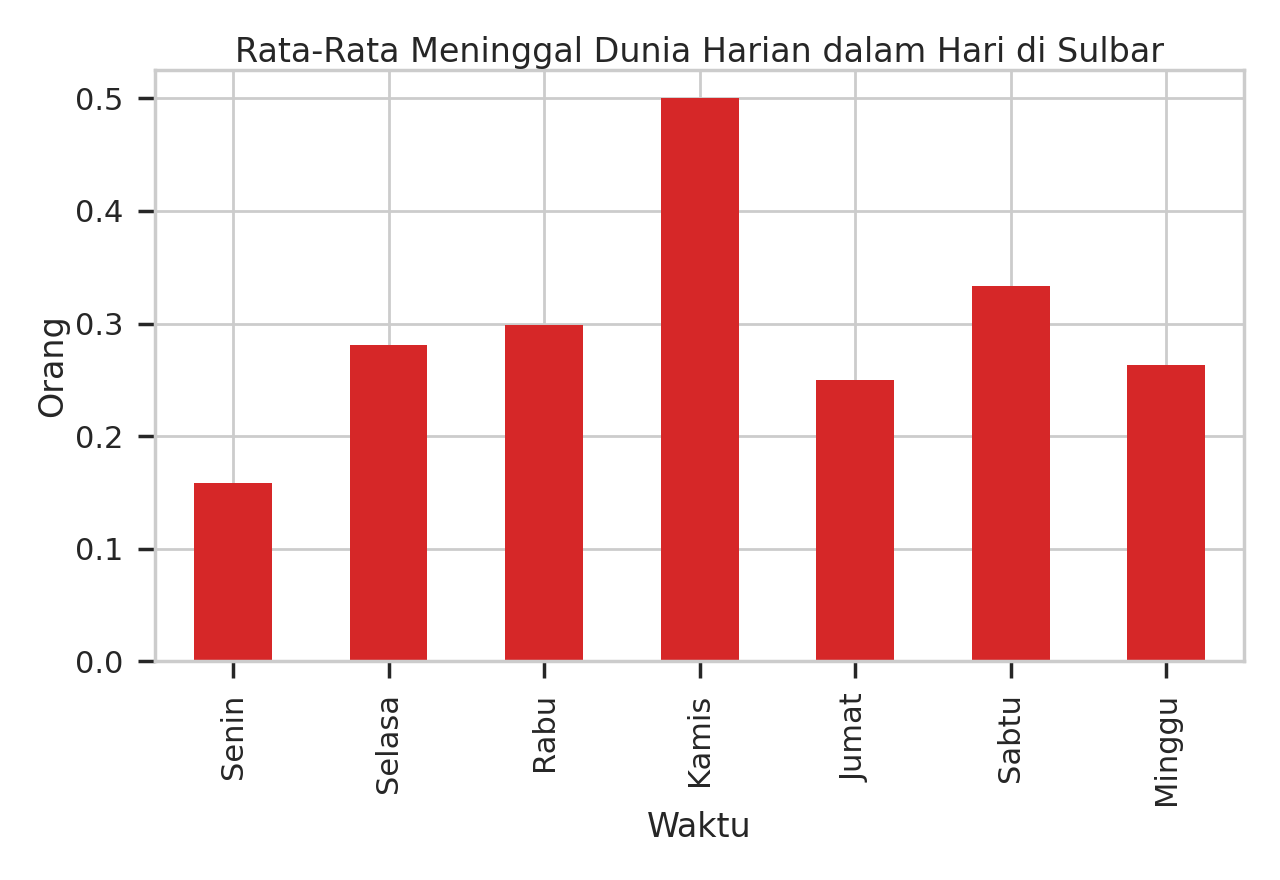 Rata-Rata Meninggal Dunia Harian dalam Hari di Sulbar
Orang
0.5
0.4
0.3
0.2
0.1
0.0
Senin
Selasa
Rabu
Kamis
Jumat
Sabtu
Minggu
Waktu